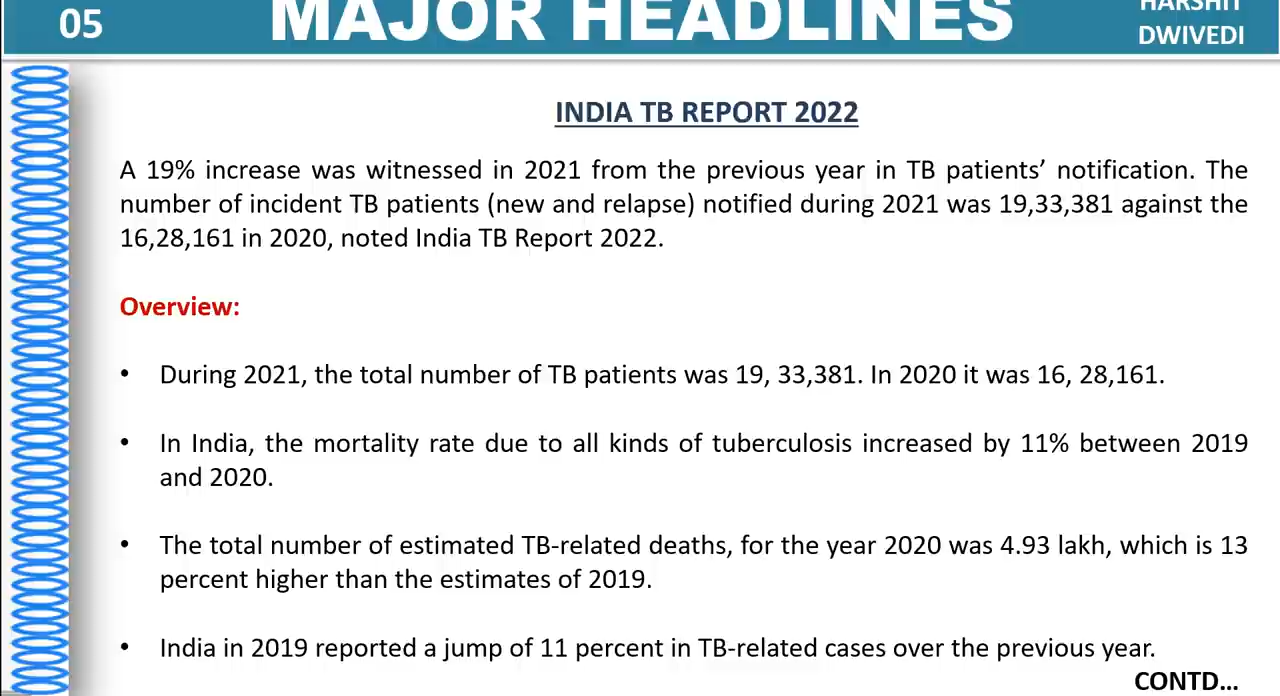 05
MAJOR HEADLINES
HARSHIT
DWIVEDI
INDIA TB REPORT 2022
A 19% increase was witnessed in 2021 from the previous year in TB patients’ notification. The
number of incident TB patients (new and relapse) notified during 2021 was 19,33,381 against the
16,28,161 in 2020, noted India TB Report 2022.
Overview:
• During 2021, the total number of TB patients was 19, 33,381. In 2020 it was 16, 28,161.
• In India, the mortality rate due to all kinds of tuberculosis increased by 11% between 2019
and 2020.
• The total number of estimated TB-related deaths, for the year 2020 was 4.93 lakh, which is 13
percent higher than the estimates of 2019.
• India in 2019 reported a jump of 11 percent in TB-related cases over the previous year.
CONTD...